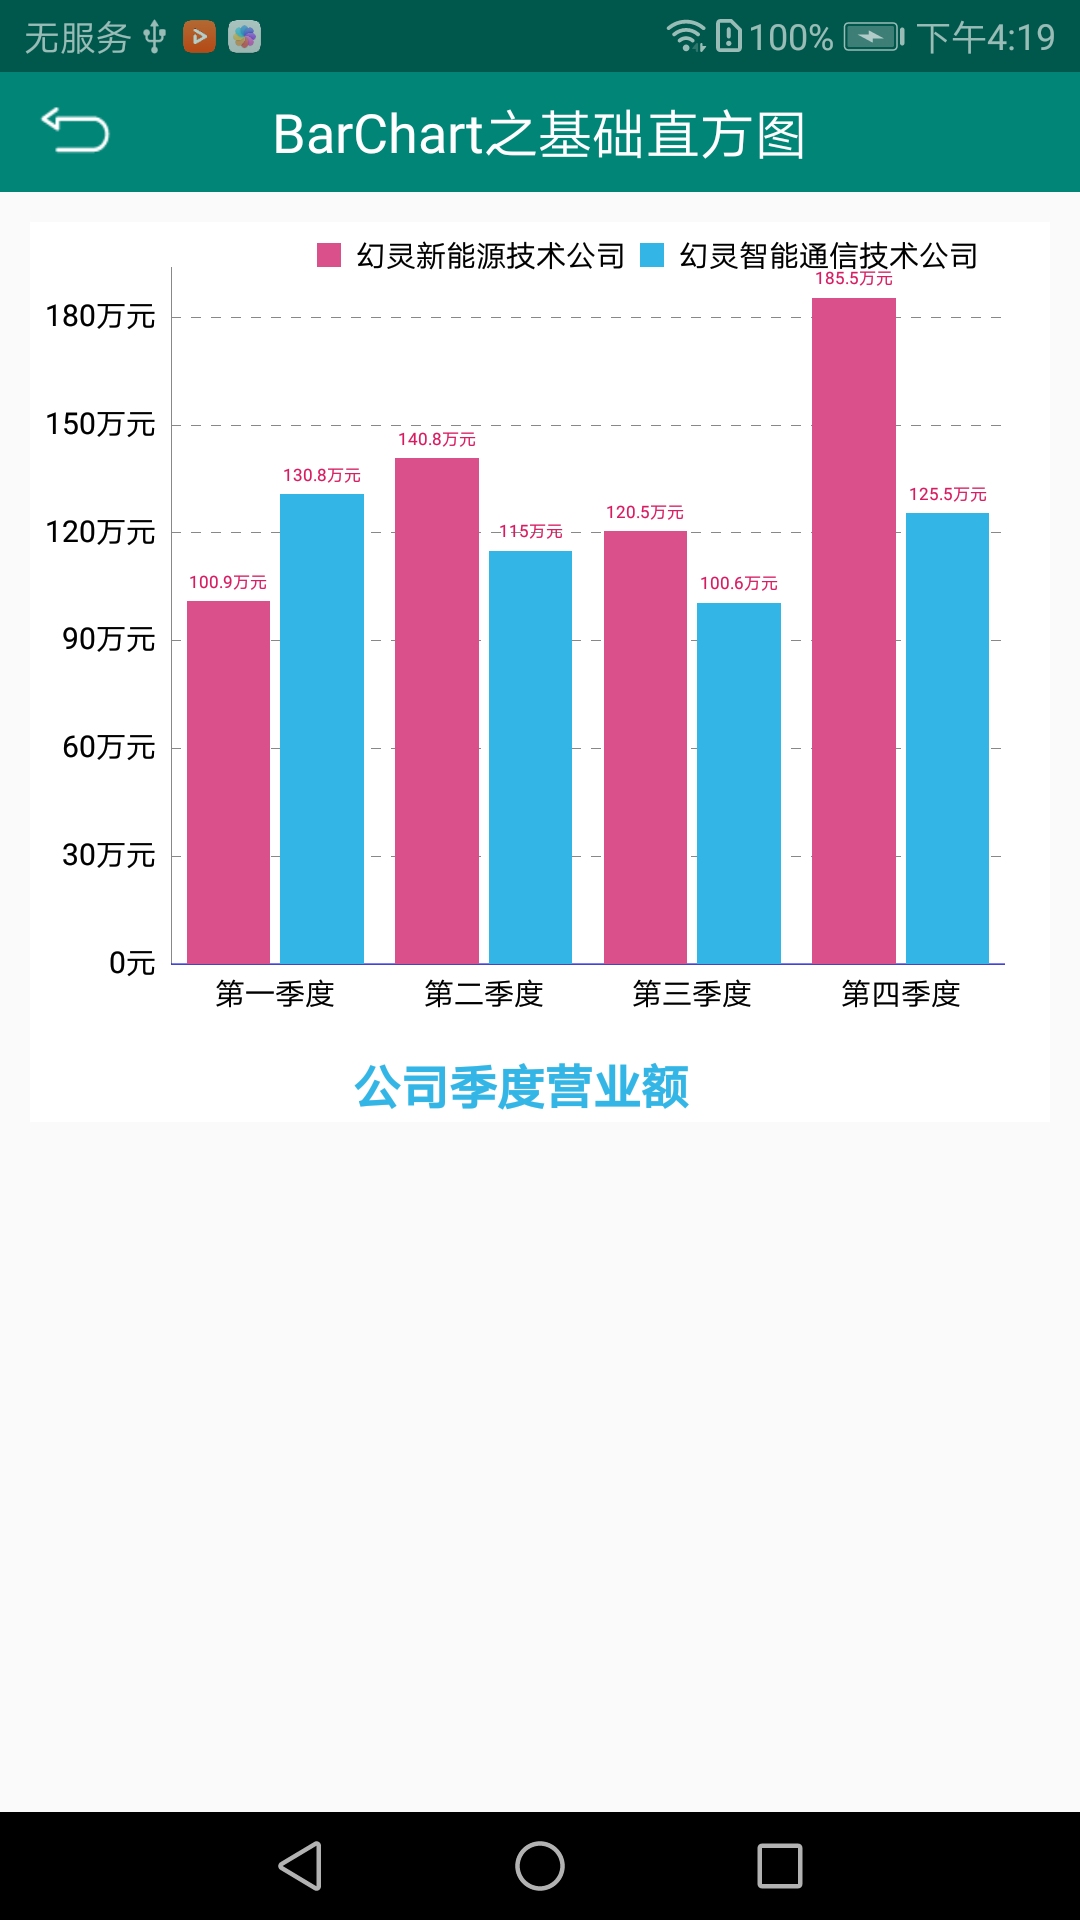 无服务 100% 下午4:19
BarChart之基础直方图
幻灵新能源技术公司 幻灵智能通信技术公司
185.5万元
180万元
150万元
140.8万元
130.8万元
125.5万元
120.5万元
120万元
115万元
100.9万元
100.6万元
90万元
60万元
30万元
0元
第一季度 第二季度 第三季度 第四季度
公司季度营业额